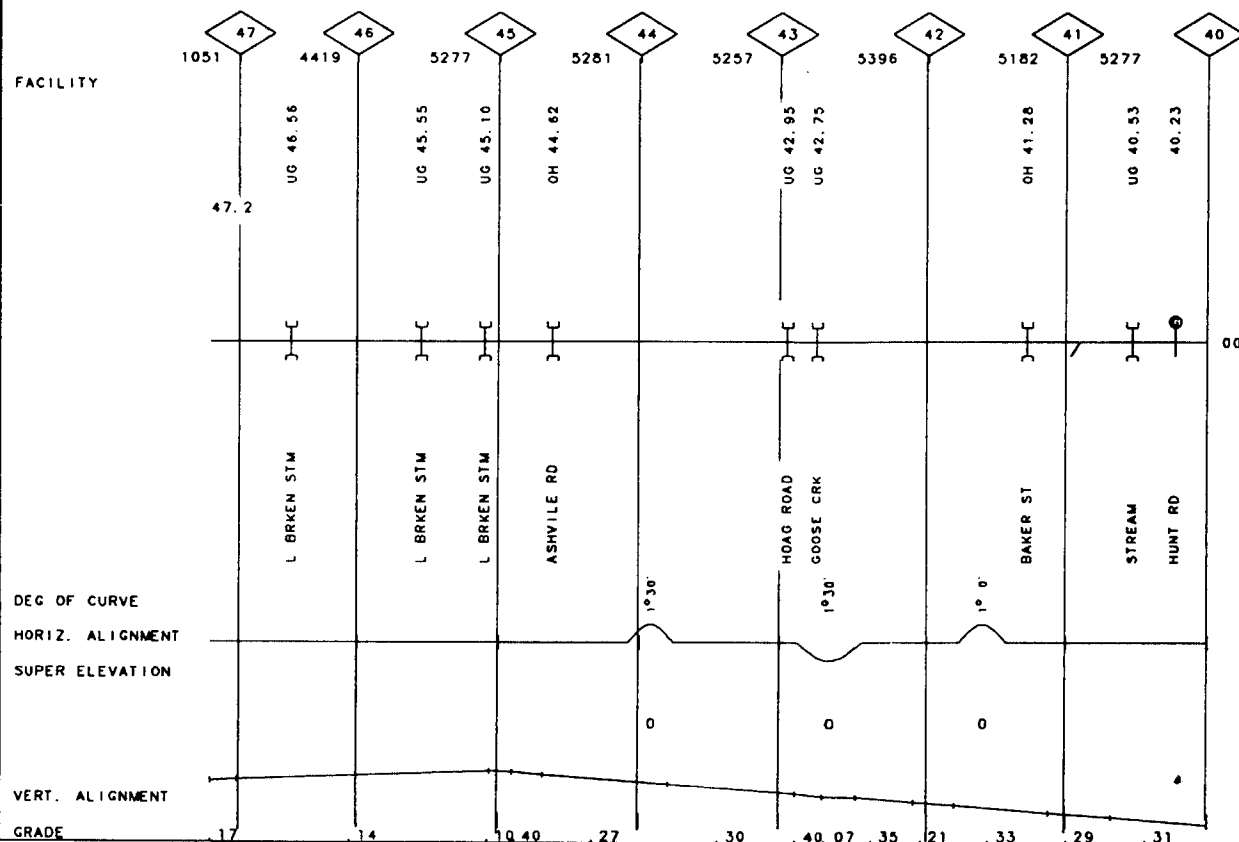 47 46 45 44 43 42 41 40
1051 4419 5277 5281 5257 5396 5182 5277
FACILITY
UG 46.56
UG 45.55
UG 45.10
OH 44.62
UG 42.95
UG 42.75
OH 41.28
UG 40.53
40.23
47.2
00
L BRKEN STM
L BRKEN STM
L BRKEN STM
ASHVILE RD
HOAG ROAD
GOOSE CRK
BAKER ST
STREAM
HUNT RD
DEG OF CURVE
1°30'
1°30'
1° 0'
HORIZ. ALIGNMENT
SUPER ELEVATION
0 0 0
VERT. ALIGNMENT
GRADE .17 .14 .10 .40 .27 .30 .40 .07 .35 .21 .33 .29 .31